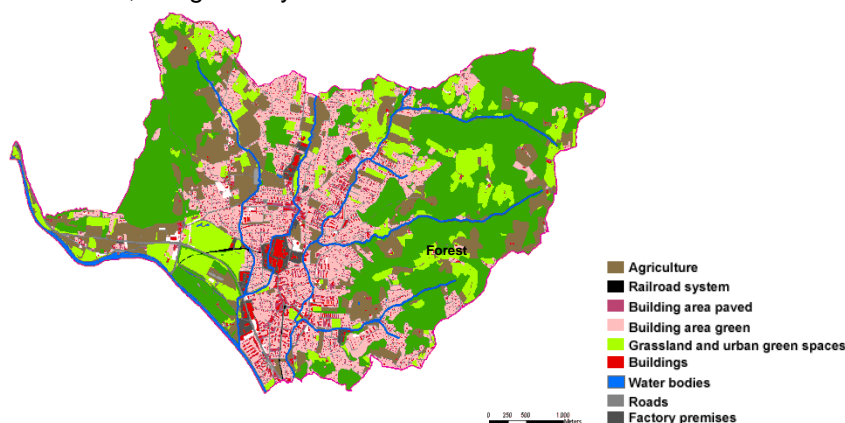 Forest
Agriculture
Railroad system
Building area paved
Building area green
Grassland and urban green spaces
Buildings
Water bodies
Roads
Factory premises
0 250 500 1 000
Meters